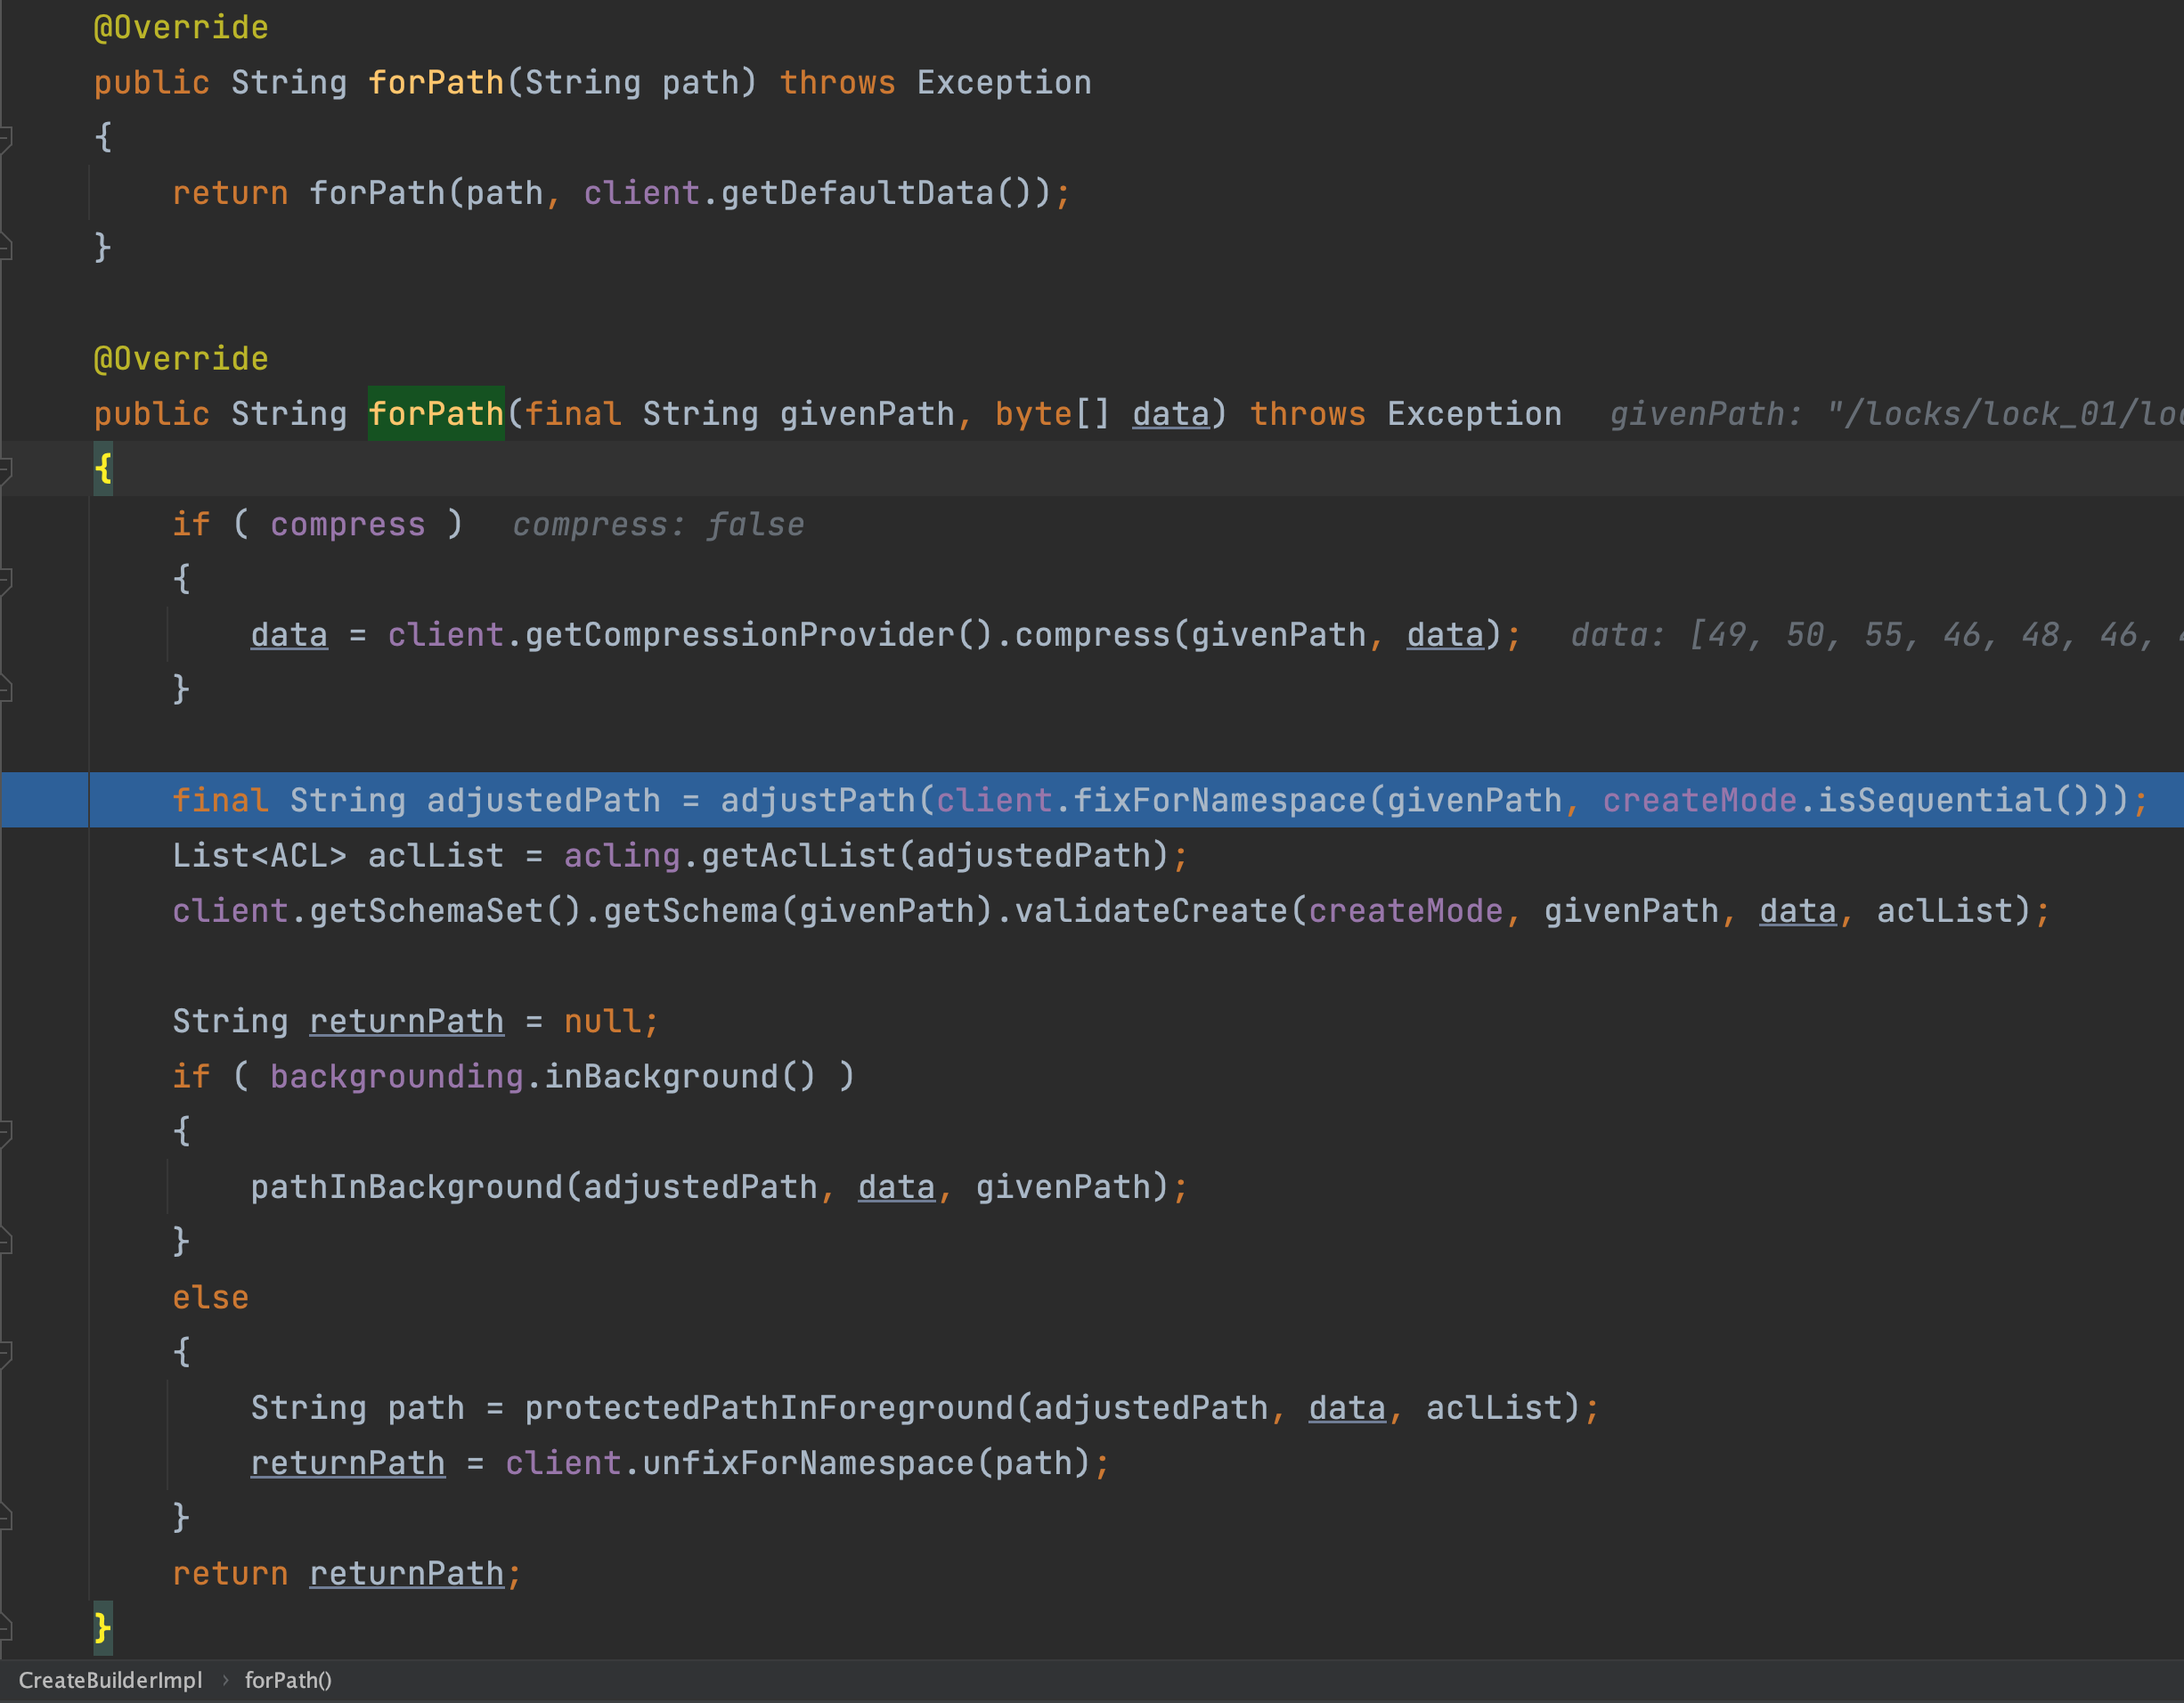 @Override
public String forPath(String path) throws Exception
{
return forPath(path, client.getDefaultData());
}
@Override
public String forPath(final String givenPath, byte[] data) throws Exception givenPath: "/locks/lock_01/loc
{
if ( compress ) compress: false
{
data = client.getCompressionProvider().compress(givenPath, data); data: [49, 50, 55, 46, 48, 46,
}
final String adjustedPath = adjustPath(client.fixForNamespace(givenPath, createMode.isSequential()));
List<ACL> aclList = acling.getAclList(adjustedPath);
client.getSchemaSet().getSchema(givenPath).validateCreate(createMode, givenPath, data, aclList);
String returnPath = null;
if ( backgrounding.inBackground() )
{
pathInBackground(adjustedPath, data, givenPath);
}
else
{
String path = protectedPathInForeground(adjustedPath, data, aclList);
returnPath = client.unfixForNamespace(path);
}
return returnPath;
}
CreateBuilderImpl › forPath()